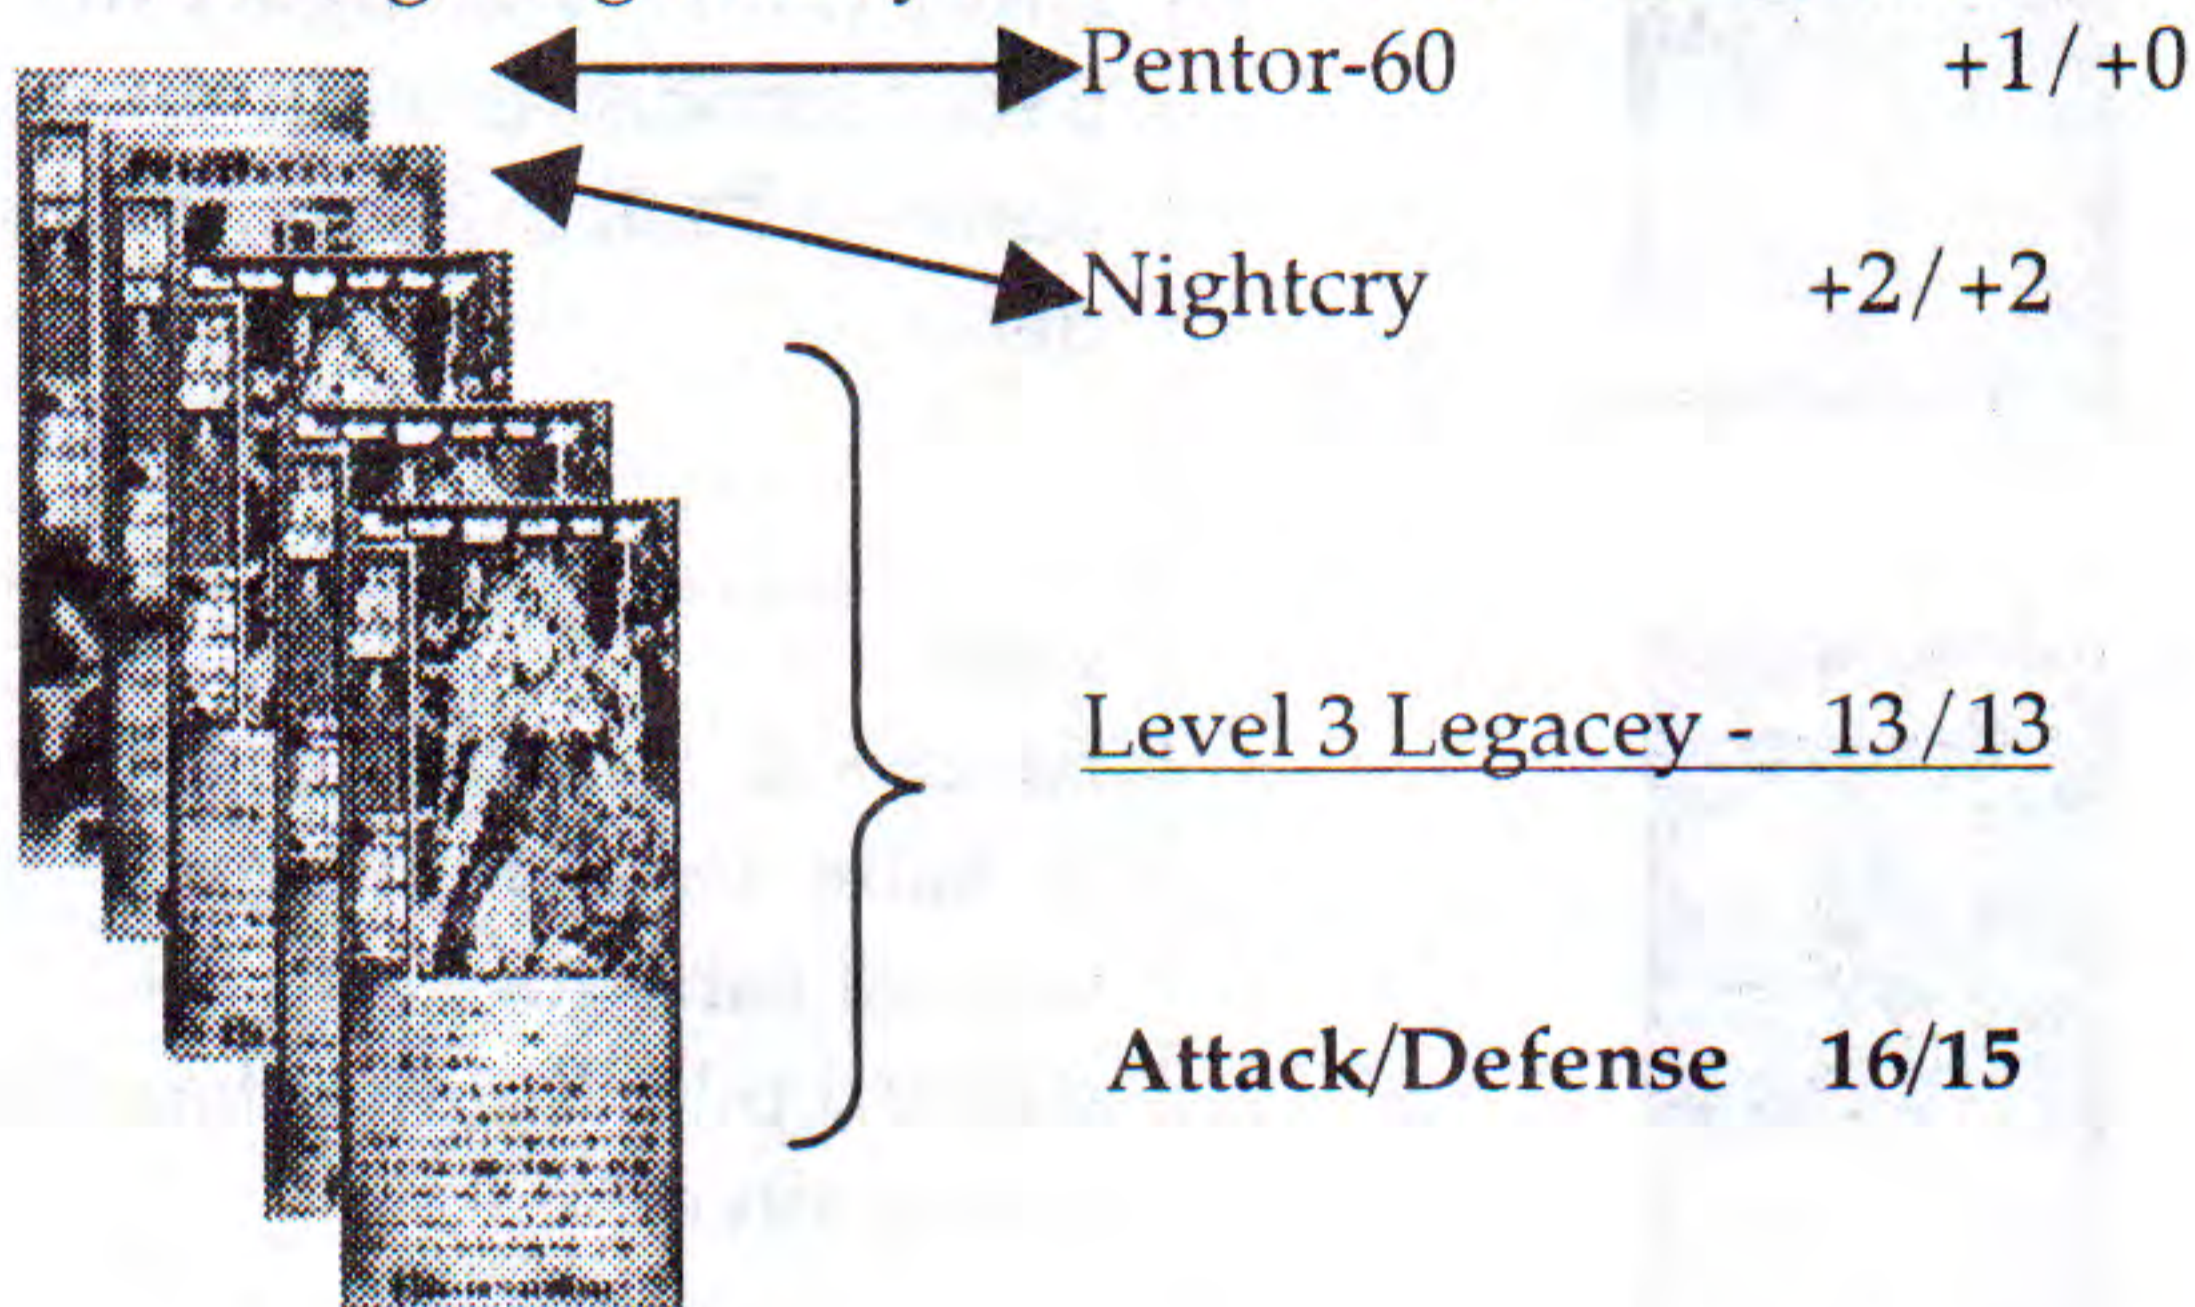 Pentor-60 +1/+0
Nightcry +2/+2
Level 3 Legacey - 13/13
Attack/Defense 16/15